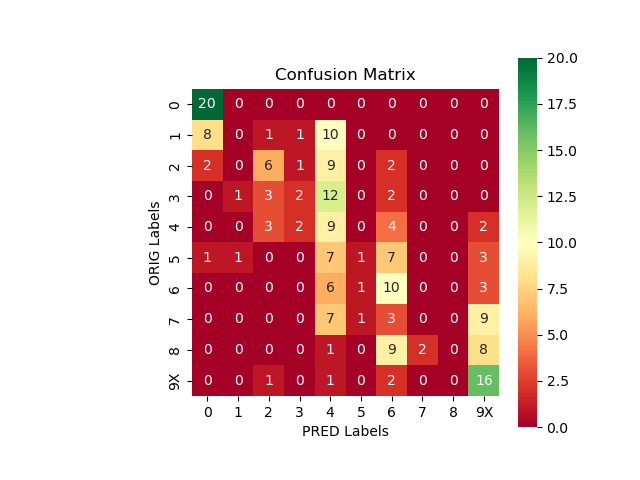 Confusion Matrix
ORIG Labels
0 20 0 0 0 0 0 0 0 0 0
1 8 0 1 1 10 0 0 0 0 0
2 2 0 6 1 9 0 2 0 0 0
3 0 1 3 2 12 0 2 0 0 0
4 0 0 3 2 9 0 4 0 0 2
5 1 1 0 0 7 1 7 0 0 3
6 0 0 0 0 6 1 10 0 0 3
7 0 0 0 0 7 1 3 0 0 9
8 0 0 0 0 1 0 9 2 0 8
9X 0 0 1 0 1 0 2 0 0 16
0 1 2 3 4 5 6 7 8 9X
PRED Labels
20.0
17.5
15.0
12.5
10.0
7.5
5.0
2.5
0.0